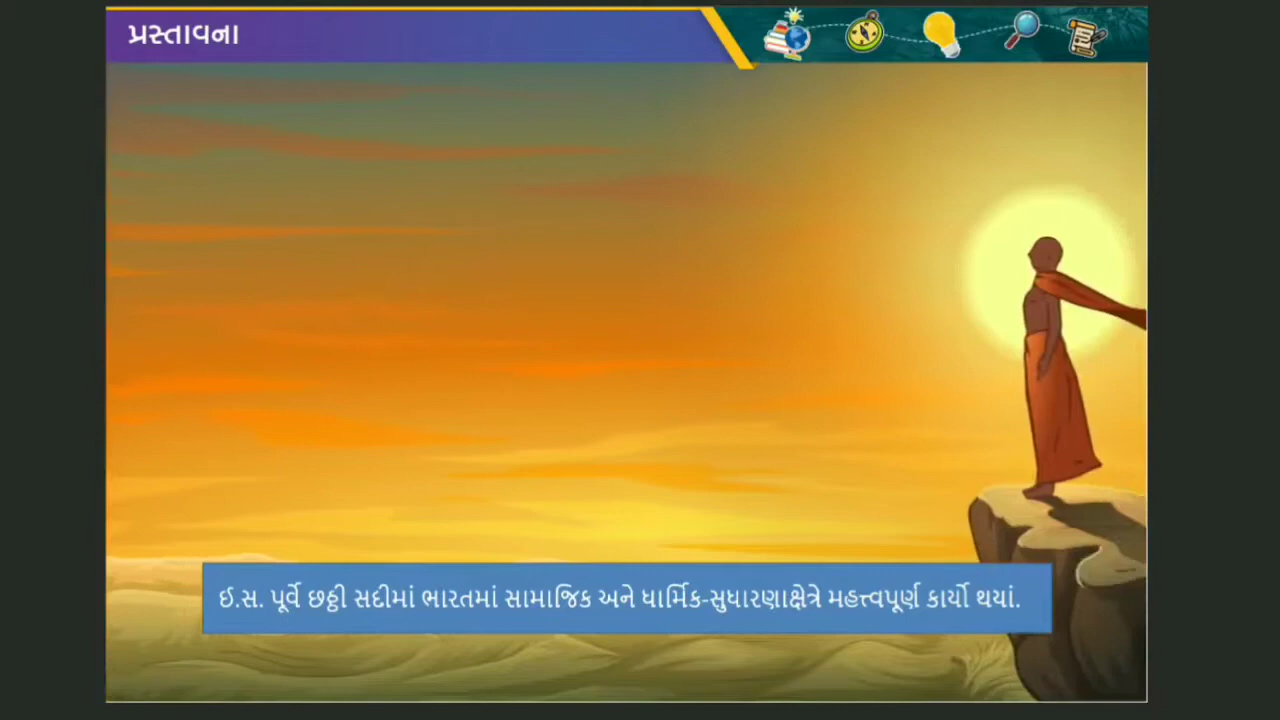 પ્રસ્તાવના
ઈ.સ. પૂર્વે છઠ્ઠી સદીમાં ભારતમાં સામાજિક અને ધાર્મિક-સુધારણાક્ષેત્રે મહત્ત્વપૂર્ણ કાર્યો થયાં.